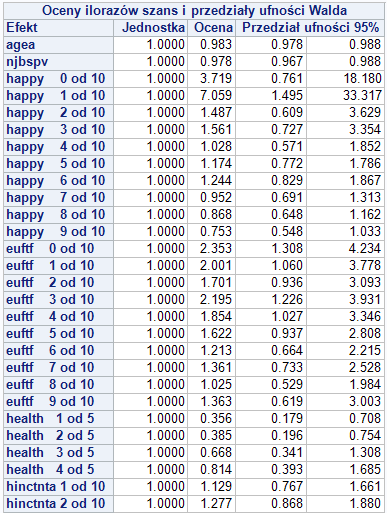 Oceny ilorazów szans i przedziały ufności Walda
Efekt Jednostka Ocena Przedział ufności 95%
agea 1.0000 0.983 0.978 0.988
njbspv 1.0000 0.978 0.967 0.988
happy 0 od 10 1.0000 3.719 0.761 18.180
happy 1 od 10 1.0000 7.059 1.495 33.317
happy 2 od 10 1.0000 1.487 0.609 3.629
happy 3 od 10 1.0000 1.561 0.727 3.354
happy 4 od 10 1.0000 1.028 0.571 1.852
happy 5 od 10 1.0000 1.174 0.772 1.786
happy 6 od 10 1.0000 1.244 0.829 1.867
happy 7 od 10 1.0000 0.952 0.691 1.313
happy 8 od 10 1.0000 0.868 0.648 1.162
happy 9 od 10 1.0000 0.753 0.548 1.033
euftf 0 od 10 1.0000 2.353 1.308 4.234
euftf 1 od 10 1.0000 2.001 1.060 3.778
euftf 2 od 10 1.0000 1.701 0.936 3.093
euftf 3 od 10 1.0000 2.195 1.226 3.931
euftf 4 od 10 1.0000 1.854 1.027 3.346
euftf 5 od 10 1.0000 1.622 0.937 2.808
euftf 6 od 10 1.0000 1.213 0.664 2.215
euftf 7 od 10 1.0000 1.361 0.733 2.528
euftf 8 od 10 1.0000 1.025 0.529 1.984
euftf 9 od 10 1.0000 1.363 0.619 3.003
health 1 od 5 1.0000 0.356 0.179 0.708
health 2 od 5 1.0000 0.385 0.196 0.754
health 3 od 5 1.0000 0.668 0.341 1.308
health 4 od 5 1.0000 0.814 0.393 1.685
hinctnta 1 od 10 1.0000 1.129 0.767 1.661
hinctnta 2 od 10 1.0000 1.277 0.868 1.880